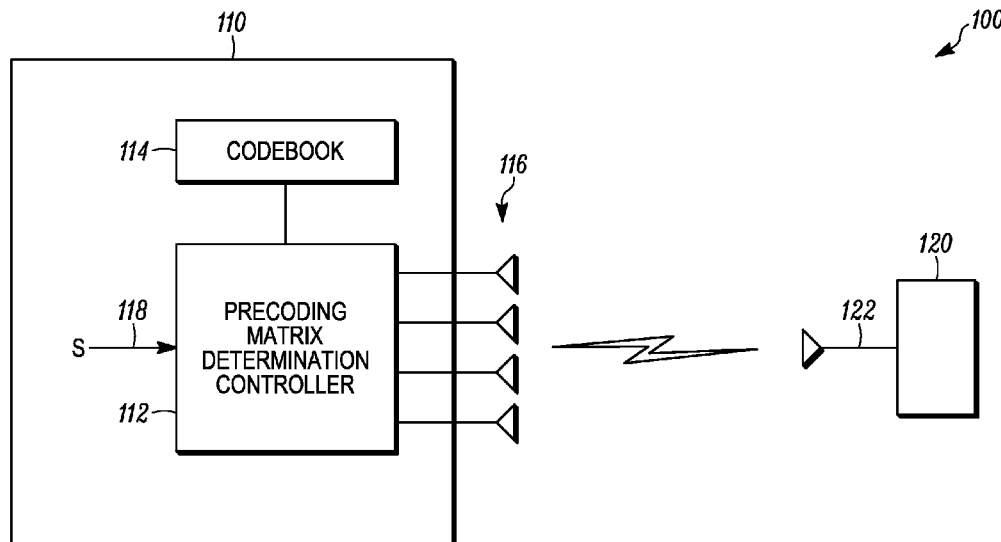 110
100
114
CODEBOOK
116
120
118
S
PRECODING
MATRIX
DETERMINATION
CONTROLLER
122
112